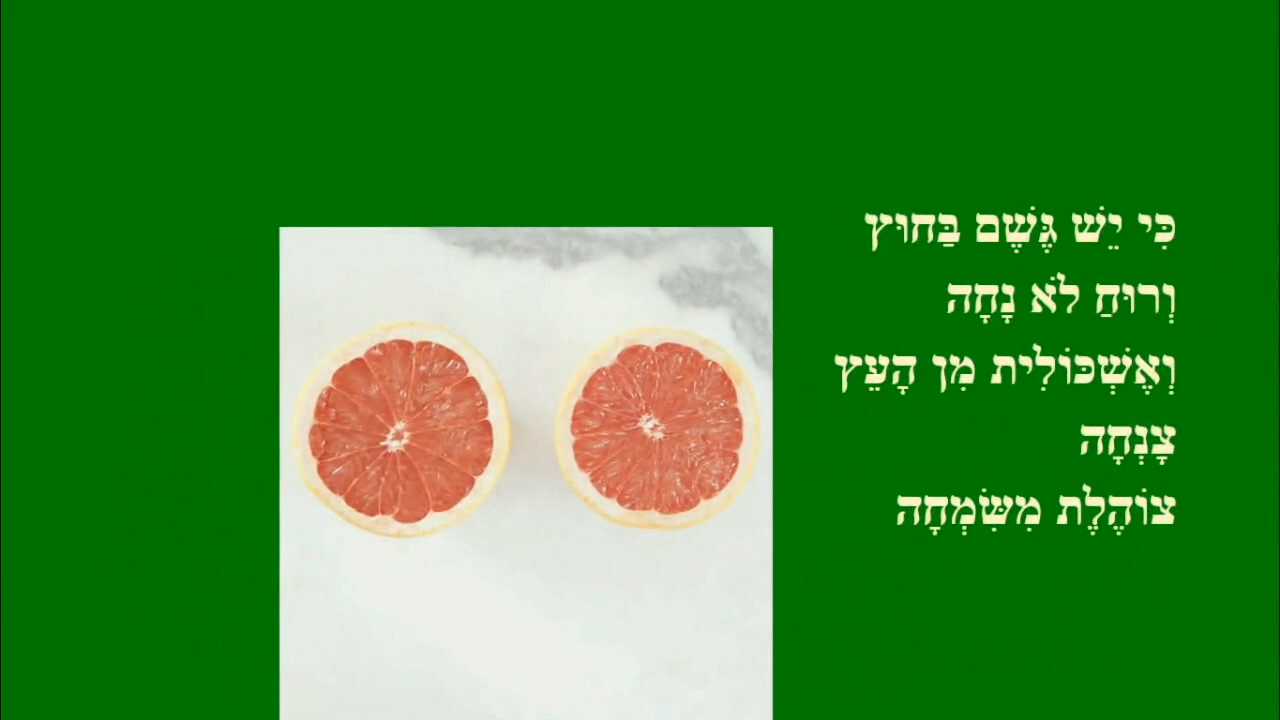 כִּי יֵשׁ גֶּשֶׁם בַּחוּץ
וְרוּחַ לֹא נָחָה
וְאֶשְׁכּוֹלִית מִן הָעֵץ
צָנְחָה
צוֹהֶלֶת מִשִּׂמְחָה